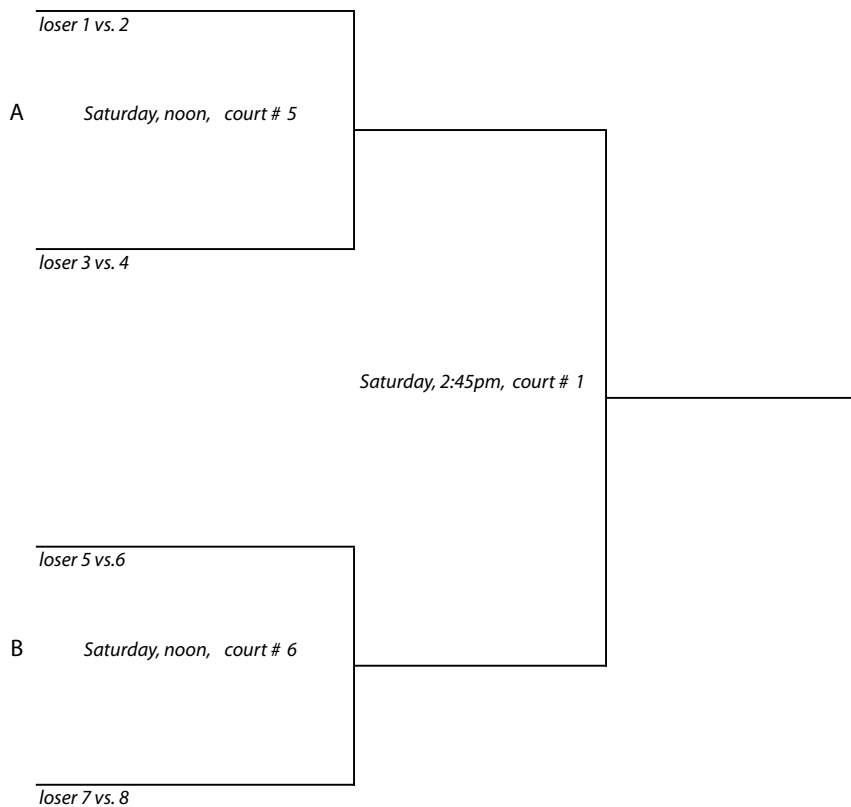 loser 1 vs. 2
A Saturday, noon, court # 5
loser 3 vs. 4
Saturday, 2:45pm, court # 1
loser 5 vs.6
B Saturday, noon, court # 6
loser 7 vs. 8